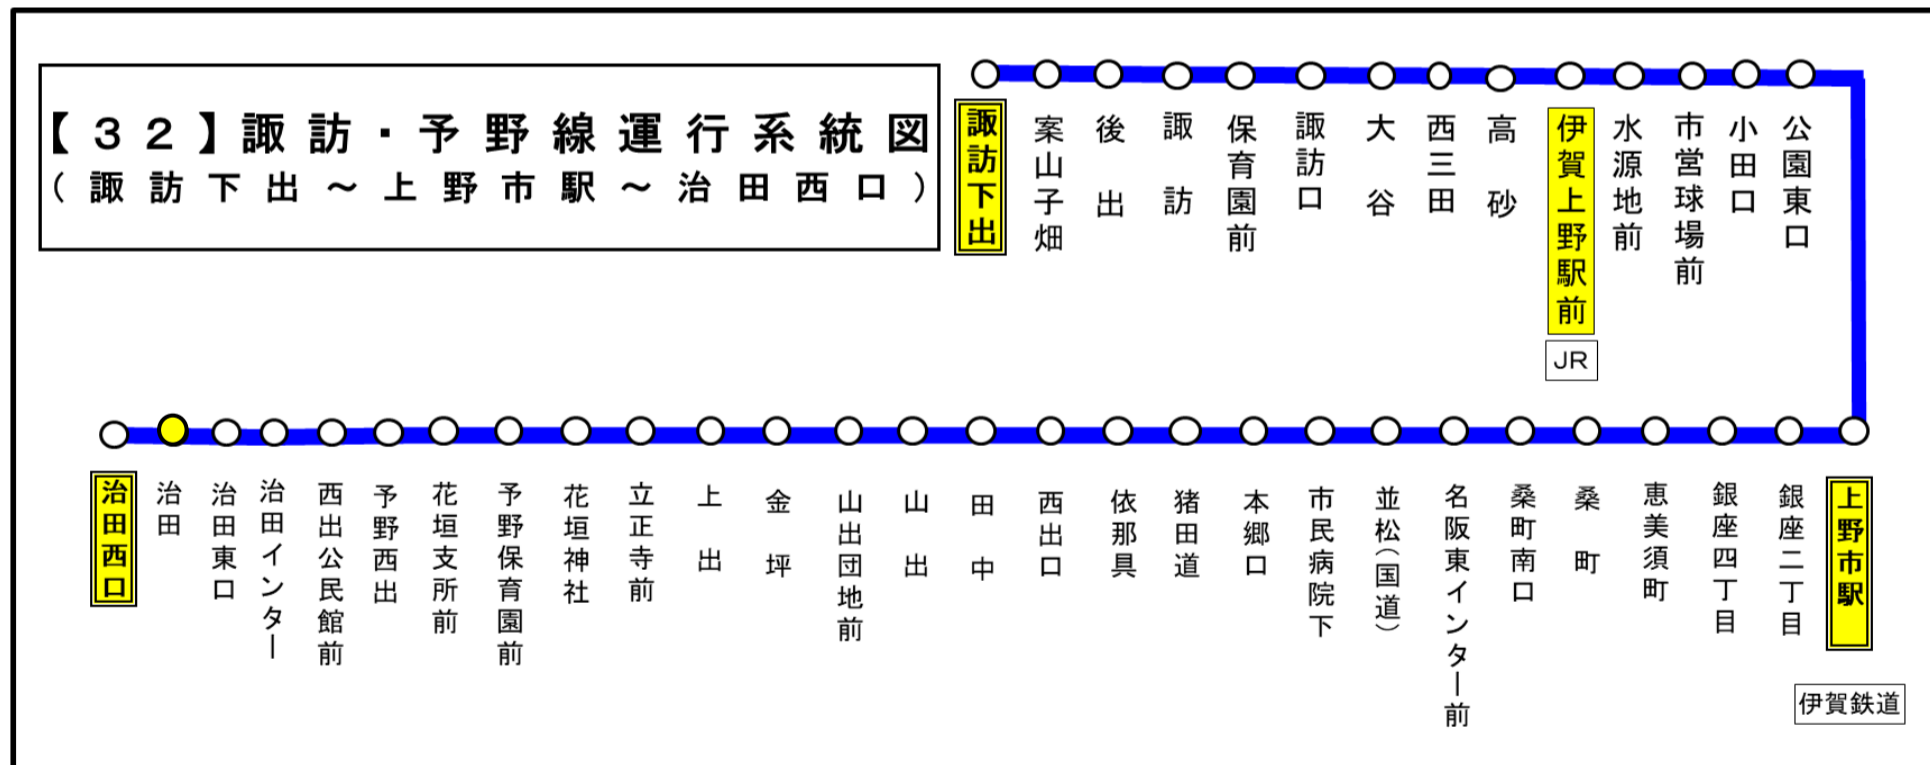 【３２】諏訪・予野線運行系統図
（諏訪下出～上野市駅～治田西口）
諏訪下出
案山子畑
後出
諏訪
保育園前
諏訪口
大谷
西三田
高砂
伊賀上野駅前
JR
水源地前
市営球場前
小田口
公園東口
治田西口
治田
治田東口
治田インター
西出公民館前
予野西出
花垣支所前
予野保育園前
花垣神社
立正寺前
上出
金坪
山出団地前
山出
田中
西出口
依那具
猪田道
本郷口
市民病院下
並松（国道）
名阪東インター前
桑町南口
桑町
恵美須町
銀座四丁目
銀座二丁目
上野市駅
伊賀鉄道